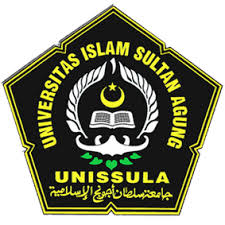 UNIVERSITAS ISLAM SULTAN AGUNG
UNISSULA
جامعة سلطان أجونج الإسلامية